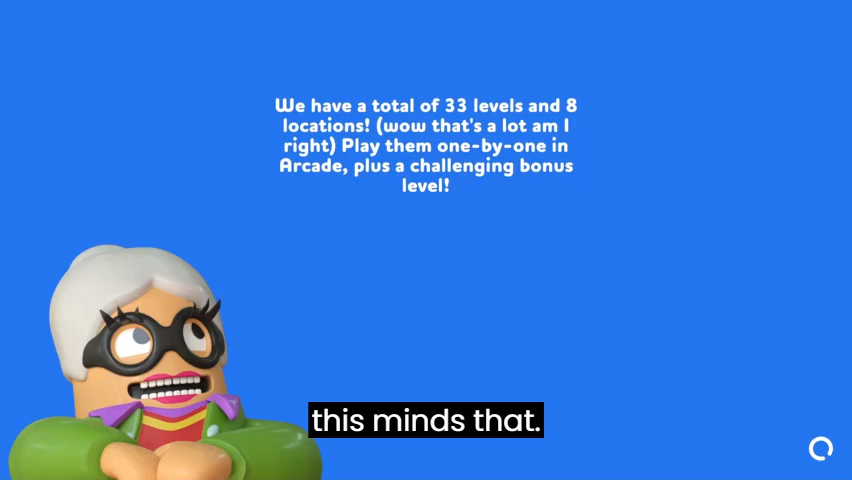 We have a total of 33 levels and 8
locations! (wow that's a lot am I
right) Play them one-by-one in
Arcade, plus a challenging bonus
level!
this minds that.